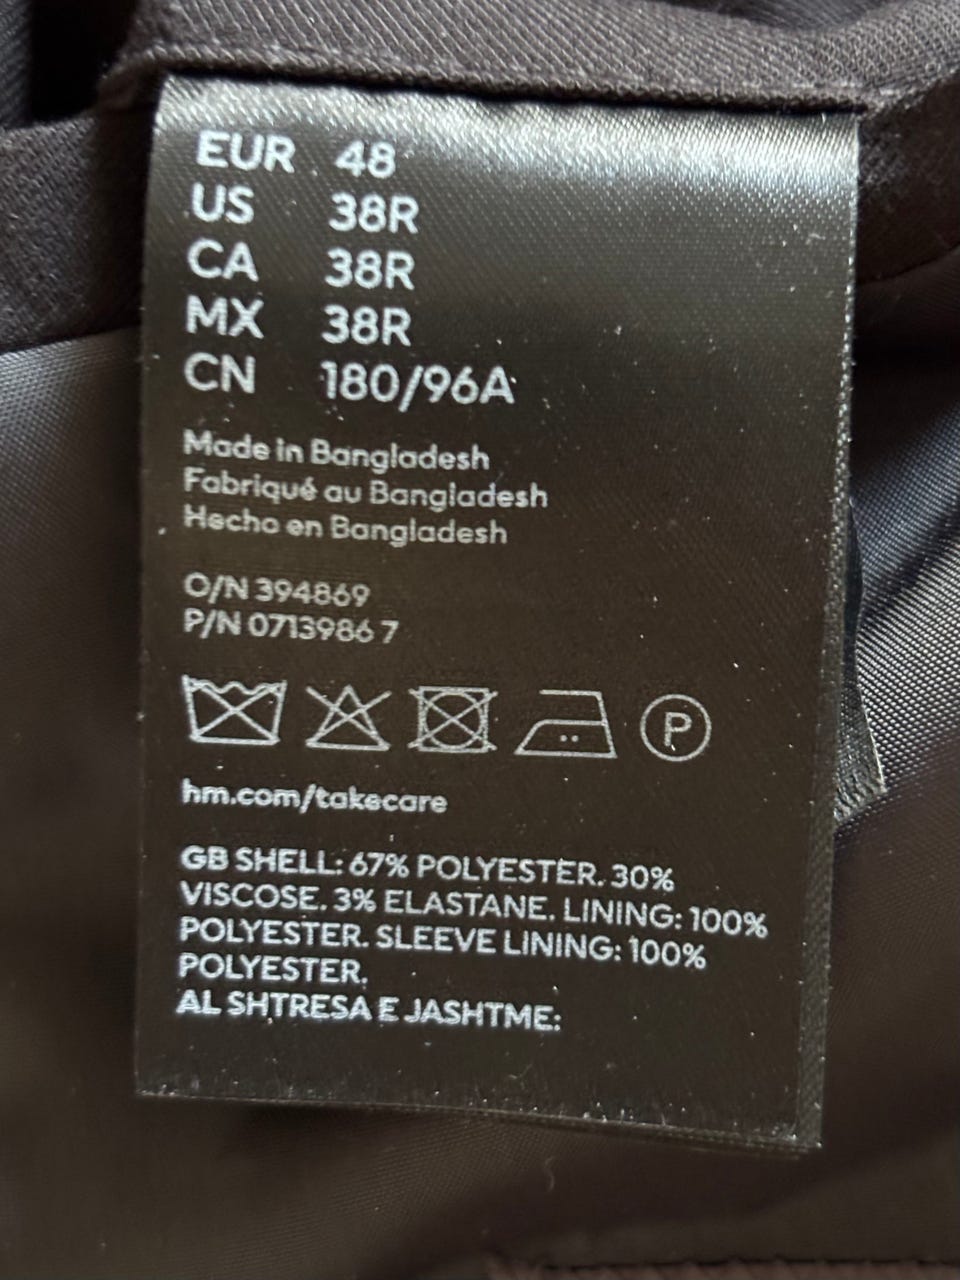 EUR 48
US 38R
CA 38R
MX 38R
CN 180/96A
Made in Bangladesh
Fabriqué au Bangladesh
Hecho en Bangladesh
O/N 394869
P/N 0713986 7
P
hm.com/takecare
GB SHELL: 67% POLYESTER. 30%
VISCOSE. 3% ELASTANE. LINING: 100%
POLYESTER. SLEEVE LINING: 100%
POLYESTER.
AL SHTRESA E JASHTME: